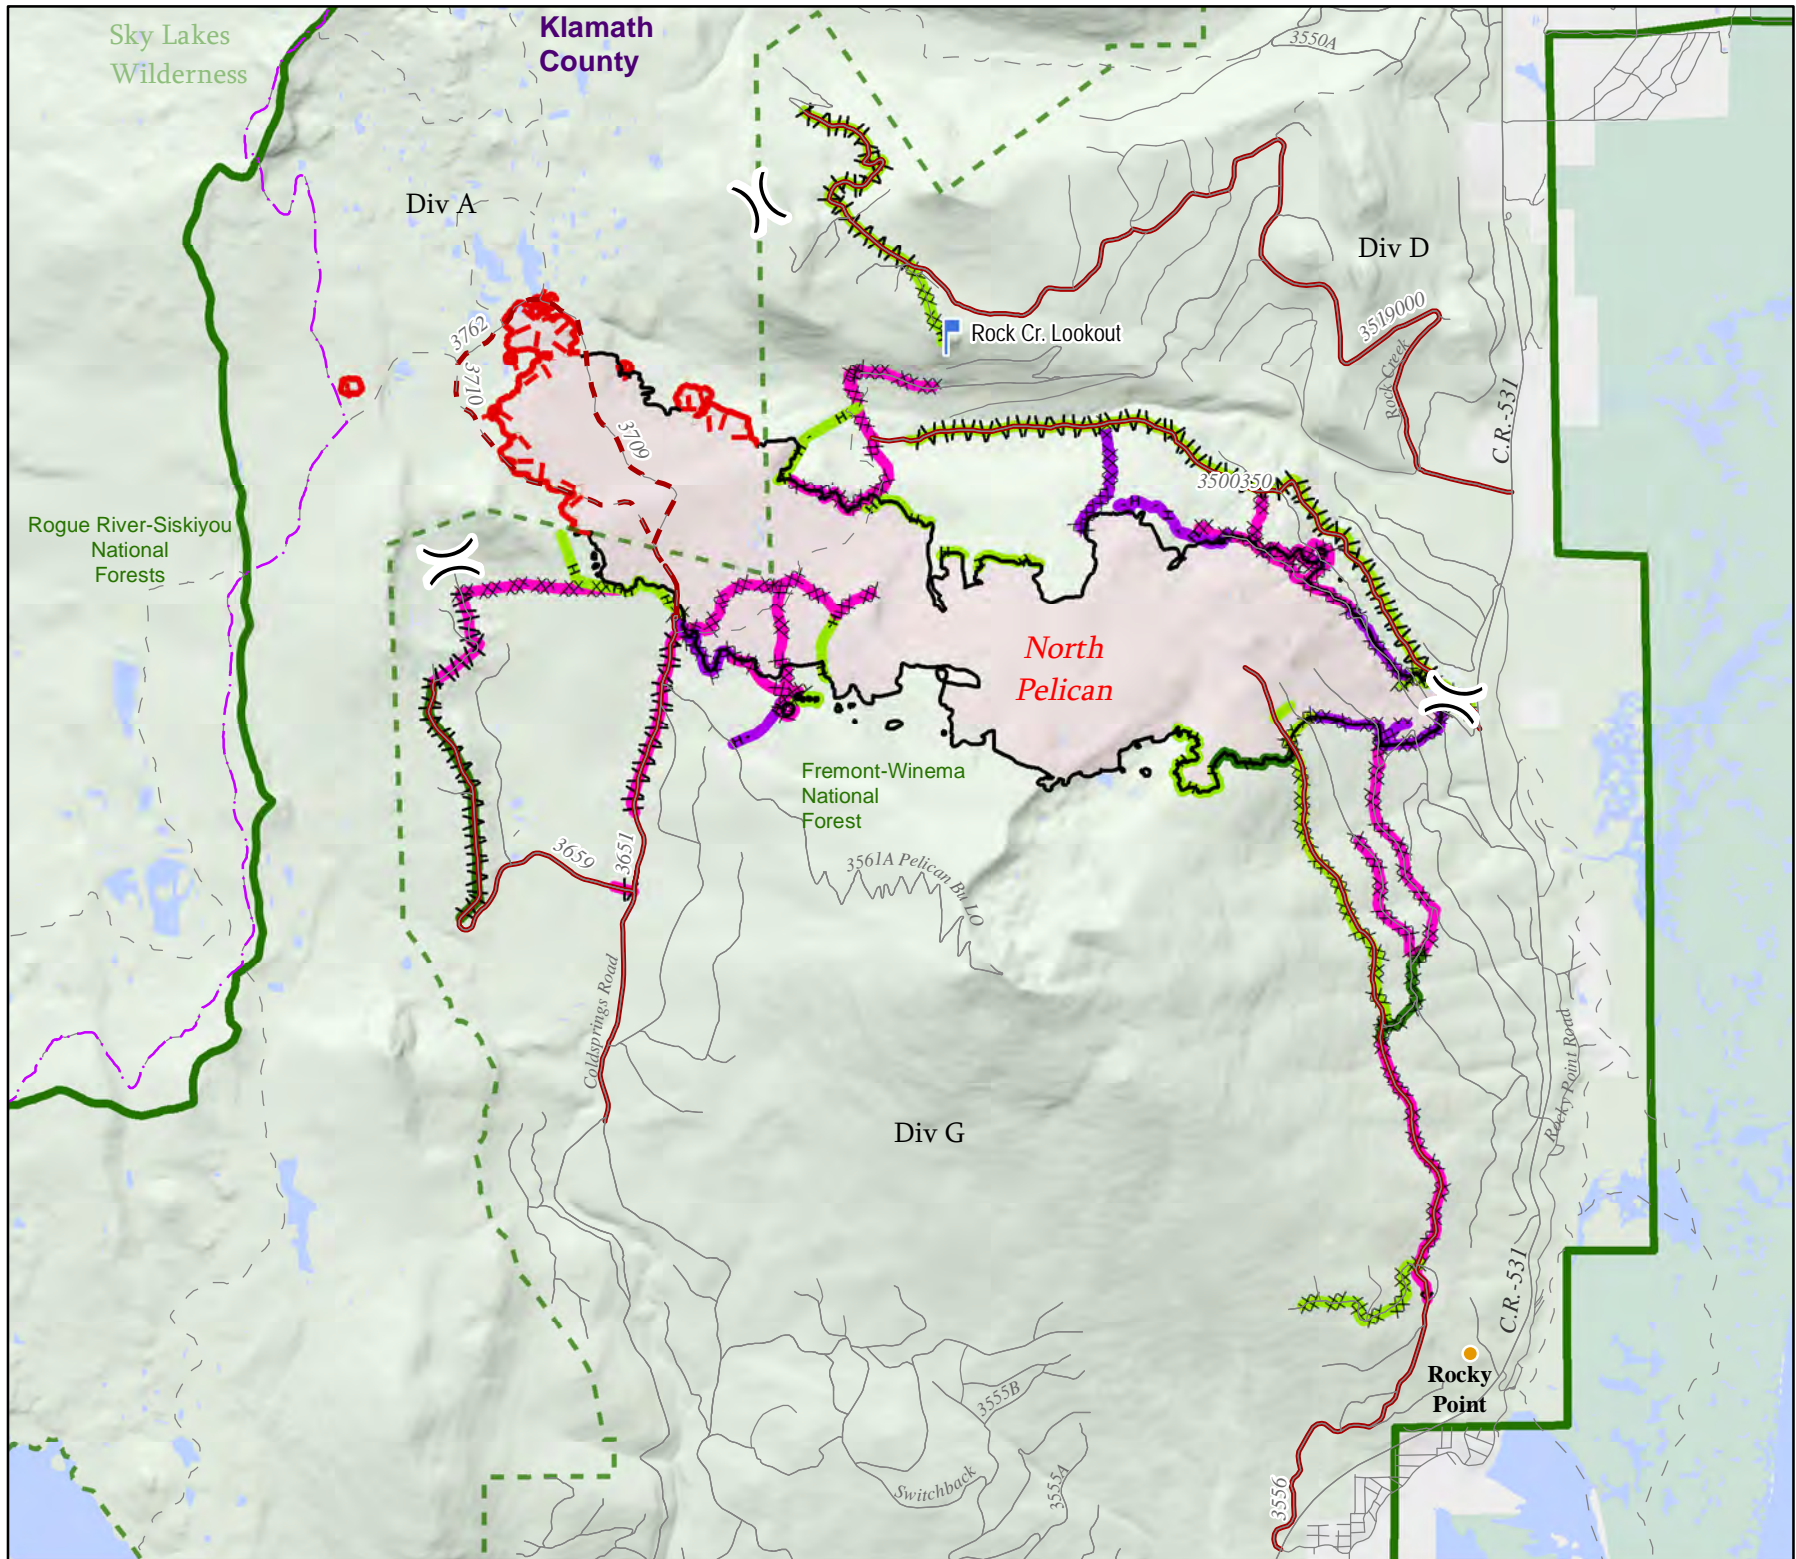 Sky Lakes
Wilderness
Klamath
County
3550A
Div A
Div D
3519000
Rock Cr. Lookout
3762
3710
Rock Creek
C.R.-531
3709
3500350
Rogue River-Siskiyou
National
Forests
North
Pelican
Fremont-Winema
National
Forest
3659
3651
3561A Pelican Butt LO
Coldsprings Road
Rocky Point Road
Div G
C.R.-531
Rocky
Point
3555B
Switchback
3555A
3556
H
H
H
H
H
H
H